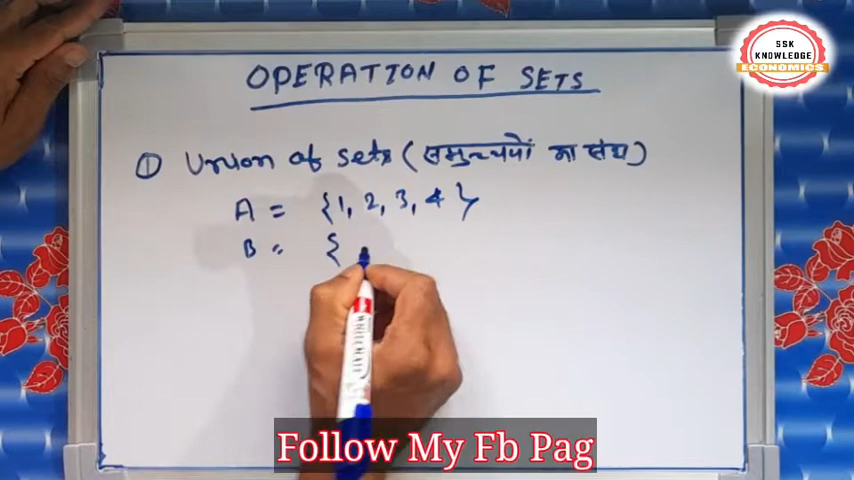 SSK
KNOWLEDGE
ECONOMICS
OPERATION OF SETS
① Union of sets (समुच्चयों का संघ)
A = {1, 2, 3, 4}
B = {
Follow My Fb Pag